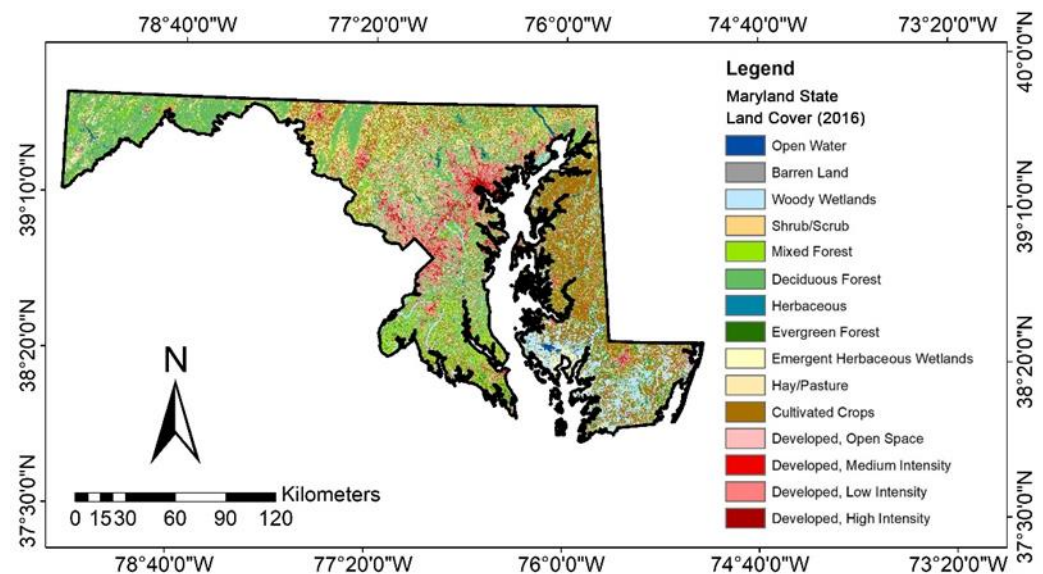 78°40'0"W 77°20'0"W 76°0'0"W 74°40'0"W 73°20'0"W
40°0'0"N
39°10'0"N
38°20'0"N
37°30'0"N
39°10'0"N
38°20'0"N
37°30'0"N
Legend
Maryland State
Land Cover (2016)
Open Water
Barren Land
Woody Wetlands
Shrub/Scrub
Mixed Forest
Deciduous Forest
Herbaceous
Evergreen Forest
Emergent Herbaceous Wetlands
Hay/Pasture
Cultivated Crops
Developed, Open Space
Developed, Medium Intensity
Developed, Low Intensity
Developed, High Intensity
N
Kilometers
0 15 30 60 90 120
78°40'0"W 77°20'0"W 76°0'0"W 74°40'0"W 73°20'0"W